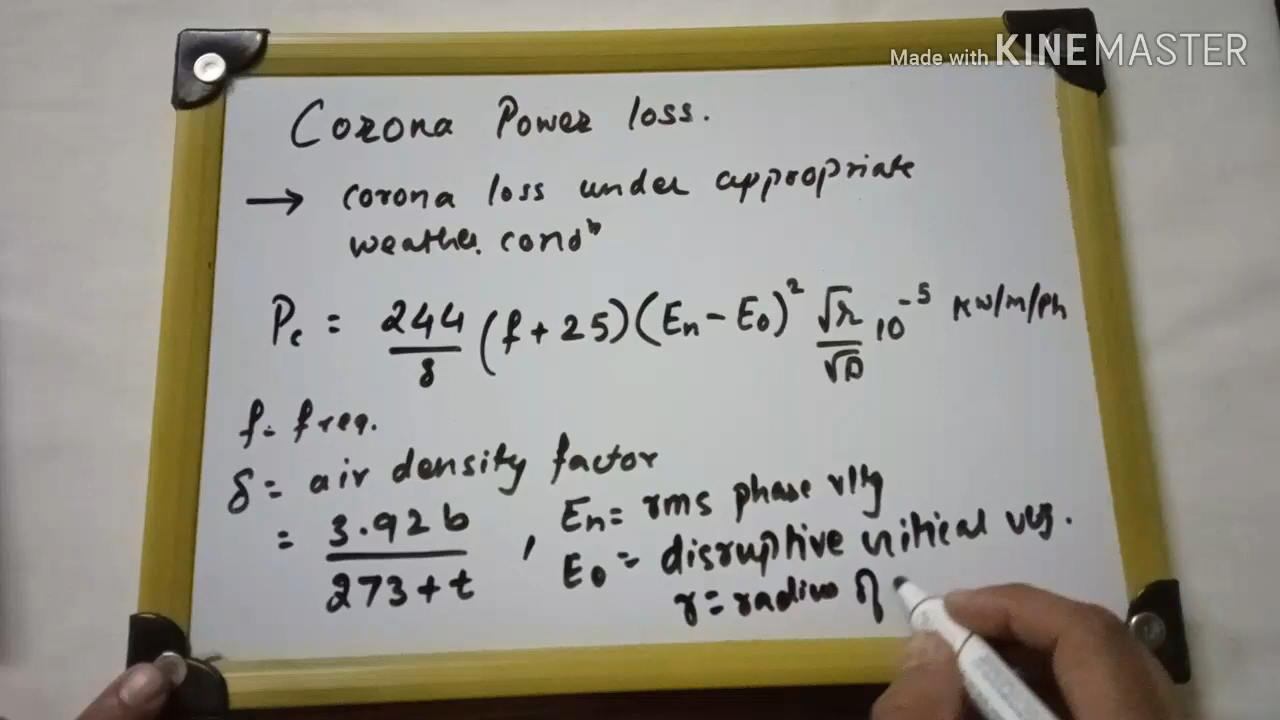 Made with KINEMASTER
Corona Power loss.
→ corona loss under appropriate
weather condⁿ
Pc = 244/δ (f+25)(En-E0)² √r/√D 10⁻⁵ kw/m/ph
f = freq.
δ = air density factor
= 3.92b/273+t , En = rms phase vltg
E0 = disruptive critical vtg.
r = radius of